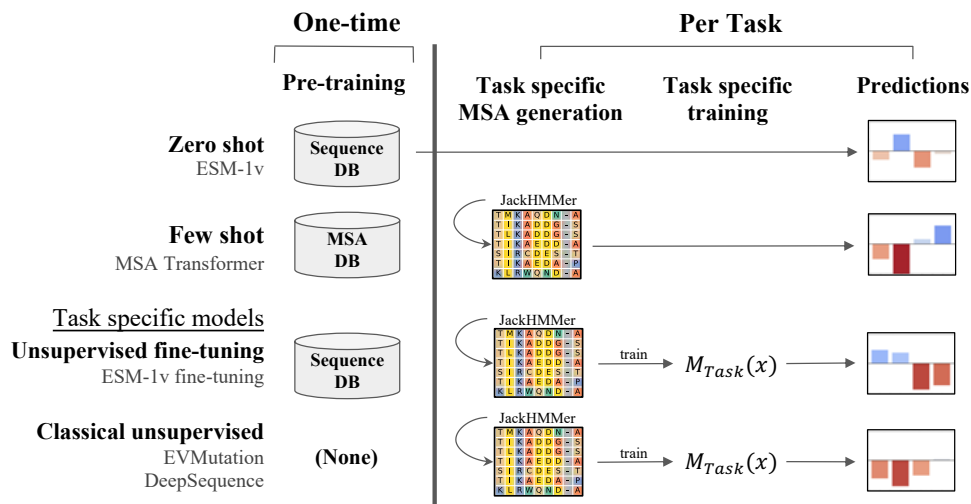 One-time
Per Task
Pre-training
Task specific
MSA generation
Task specific
training
Predictions
Zero shot
ESM-1v
Sequence
DB
Few shot
MSA Transformer
MSA
DB
JackHMMer
T M K A Q D N - A
T I K A D D G - S
T L K A D D G - S
T I K A E D D - A
S I R C D E S - T
T I K A E D A - P
K L R W Q N D - A
Task specific models
Unsupervised fine-tuning
ESM-1v fine-tuning
Sequence
DB
JackHMMer
T M K A Q D N - A
T I K A D D G - S
T L K A D D G - S
T I K A E D D - A
S I R C D E S - T
T I K A E D A - P
K L R W Q N D - A
train
M_Task(x)
Classical unsupervised
EVMutation
DeepSequence
(None)
JackHMMer
T M K A Q D N - A
T I K A D D G - S
T L K A D D G - S
T I K A E D D - A
S I R C D E S - T
T I K A E D A - P
K L R W Q N D - A
train
M_Task(x)